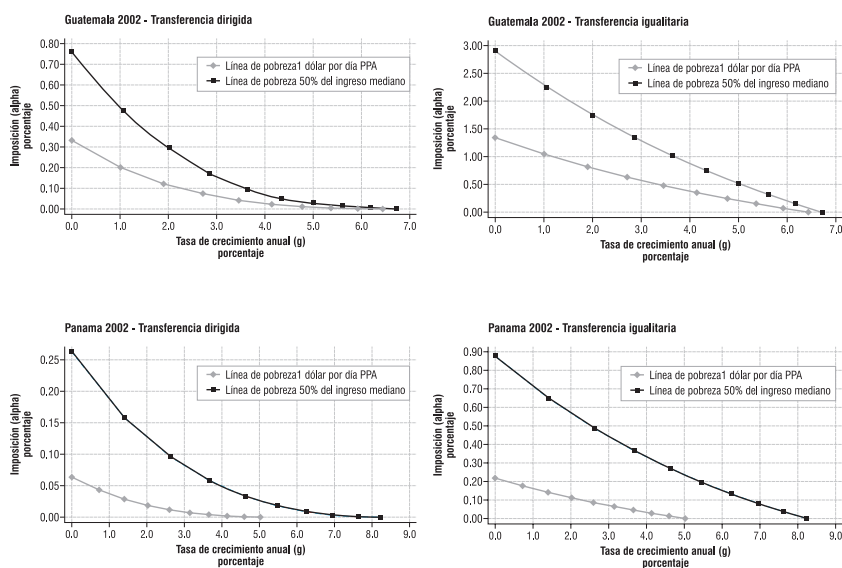 Guatemala 2002 - Transferencia dirigida
0.80
0.70
0.60
0.50
0.40
0.30
0.20
0.10
0.00
Imposición (alpha)
porcentaje
Línea de pobreza1 dólar por día PPA
Línea de pobreza 50% del ingreso mediano
0.0 1.0 2.0 3.0 4.0 5.0 6.0 7.0
Tasa de crecimiento anual (g)
porcentaje
Guatemala 2002 - Transferencia igualitaria
3.00
2.50
2.00
1.50
1.00
0.50
0.00
Imposición (alpha)
porcentaje
Línea de pobreza1 dólar por día PPA
Línea de pobreza 50% del ingreso mediano
0.0 1,0 2.0 3.0 4.0 5.0 6.0 7.0
Tasa de crecimiento anual (g)
porcentaje
Panama 2002 - Transferencia dirigida
0.25
0.20
0.15
0.10
0.05
0.00
Imposición (alpha)
porcentaje
Línea de pobreza1 dólar por día PPA
Línea de pobreza 50% del ingreso mediano
0.0 1.0 2.0 3.0 4.0 5.0 6.0 7.0 8.0 9.0
Tasa de crecimiento anual (g)
porcentaje
Panama 2002 - Transferencia igualitaria
0.90
0.80
0.70
0.60
0.50
0.40
0.30
0.20
0.10
0.00
Imposición (alpha)
porcentaje
Línea de pobreza1 dólar por día PPA
Línea de pobreza 50% del ingreso mediano
0.0 1.0 2.0 3.0 4.0 5.0 6.0 7.0 8.0 9.0
Tasa de crecimiento anual (g)
porcentaje